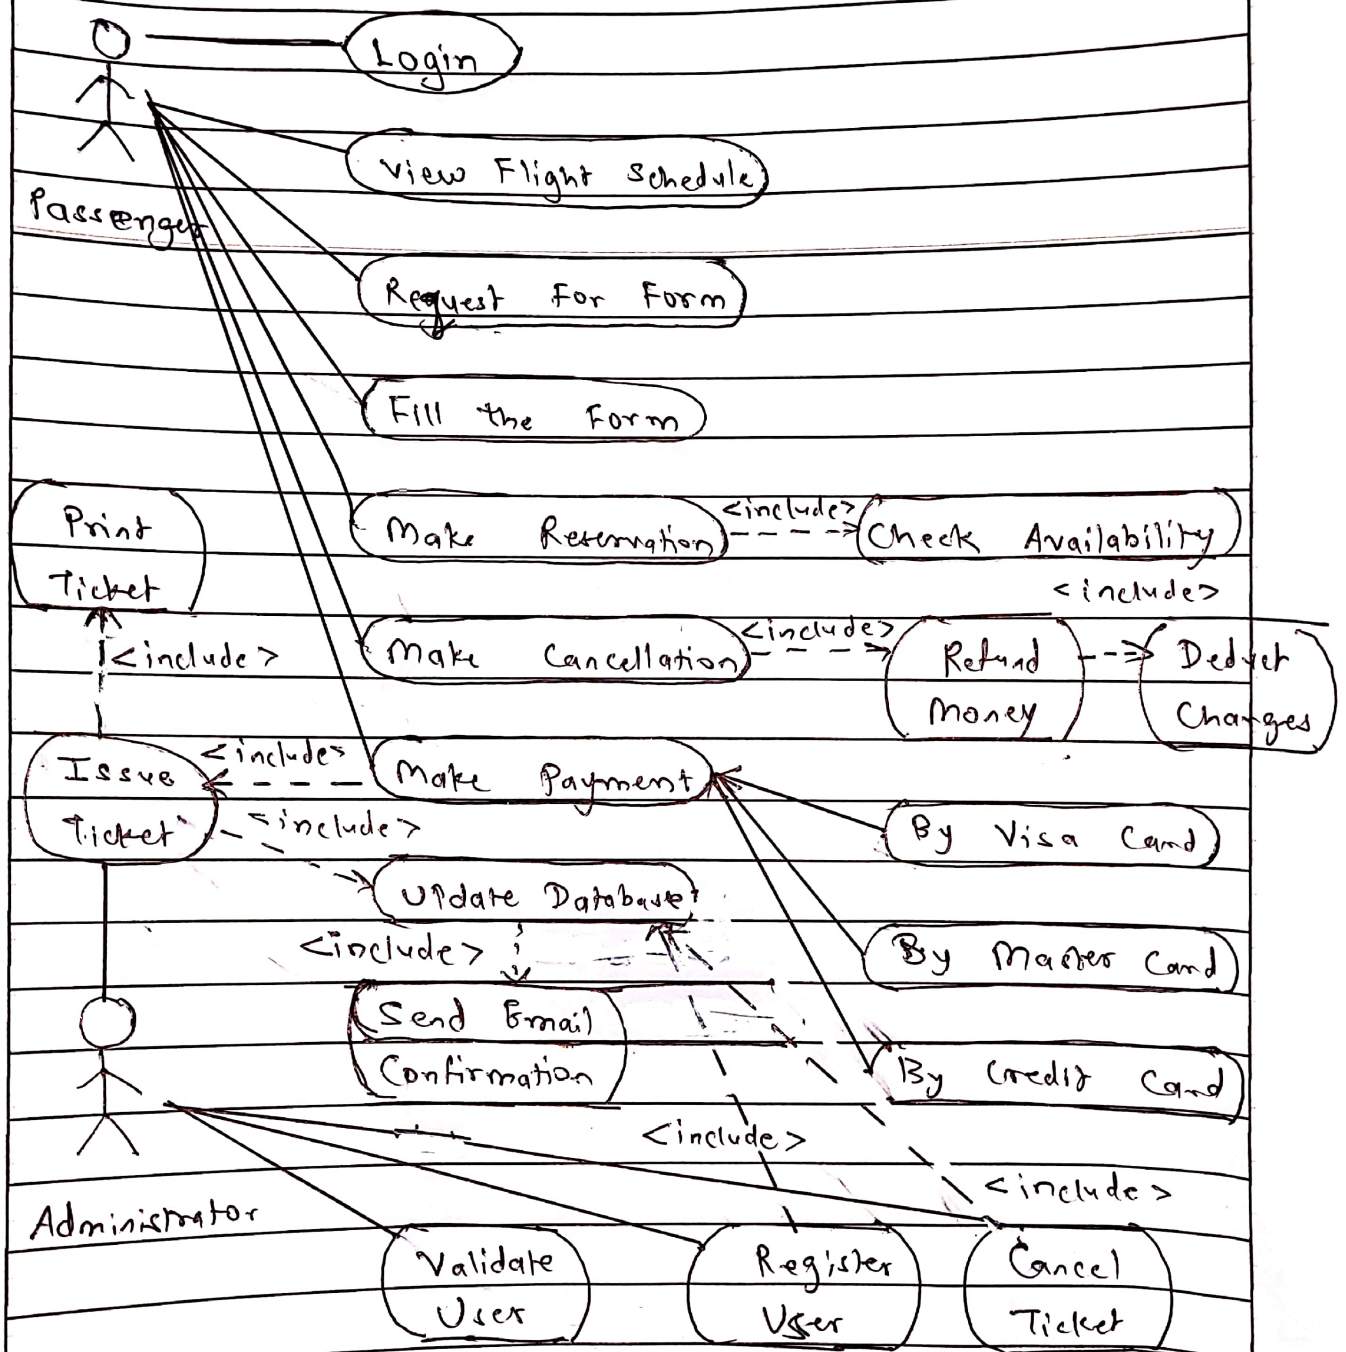 Login
View Flight Schedule
Passenger
Request For Form
Fill the Form
Print
Ticket
Make Reservation
<include>
Check Availability
<include>
<include>
Make Cancellation
<include>
Refund
Money
Deduct
Changes
Issue
Ticket
<include>
Make Payment
<include>
By Visa Card
Update Database
<include>
By Master Card
Send Email
Confirmation
By Credit Card
<include>
<include>
Administrator
Validate
User
Register
User
Cancel
Ticket